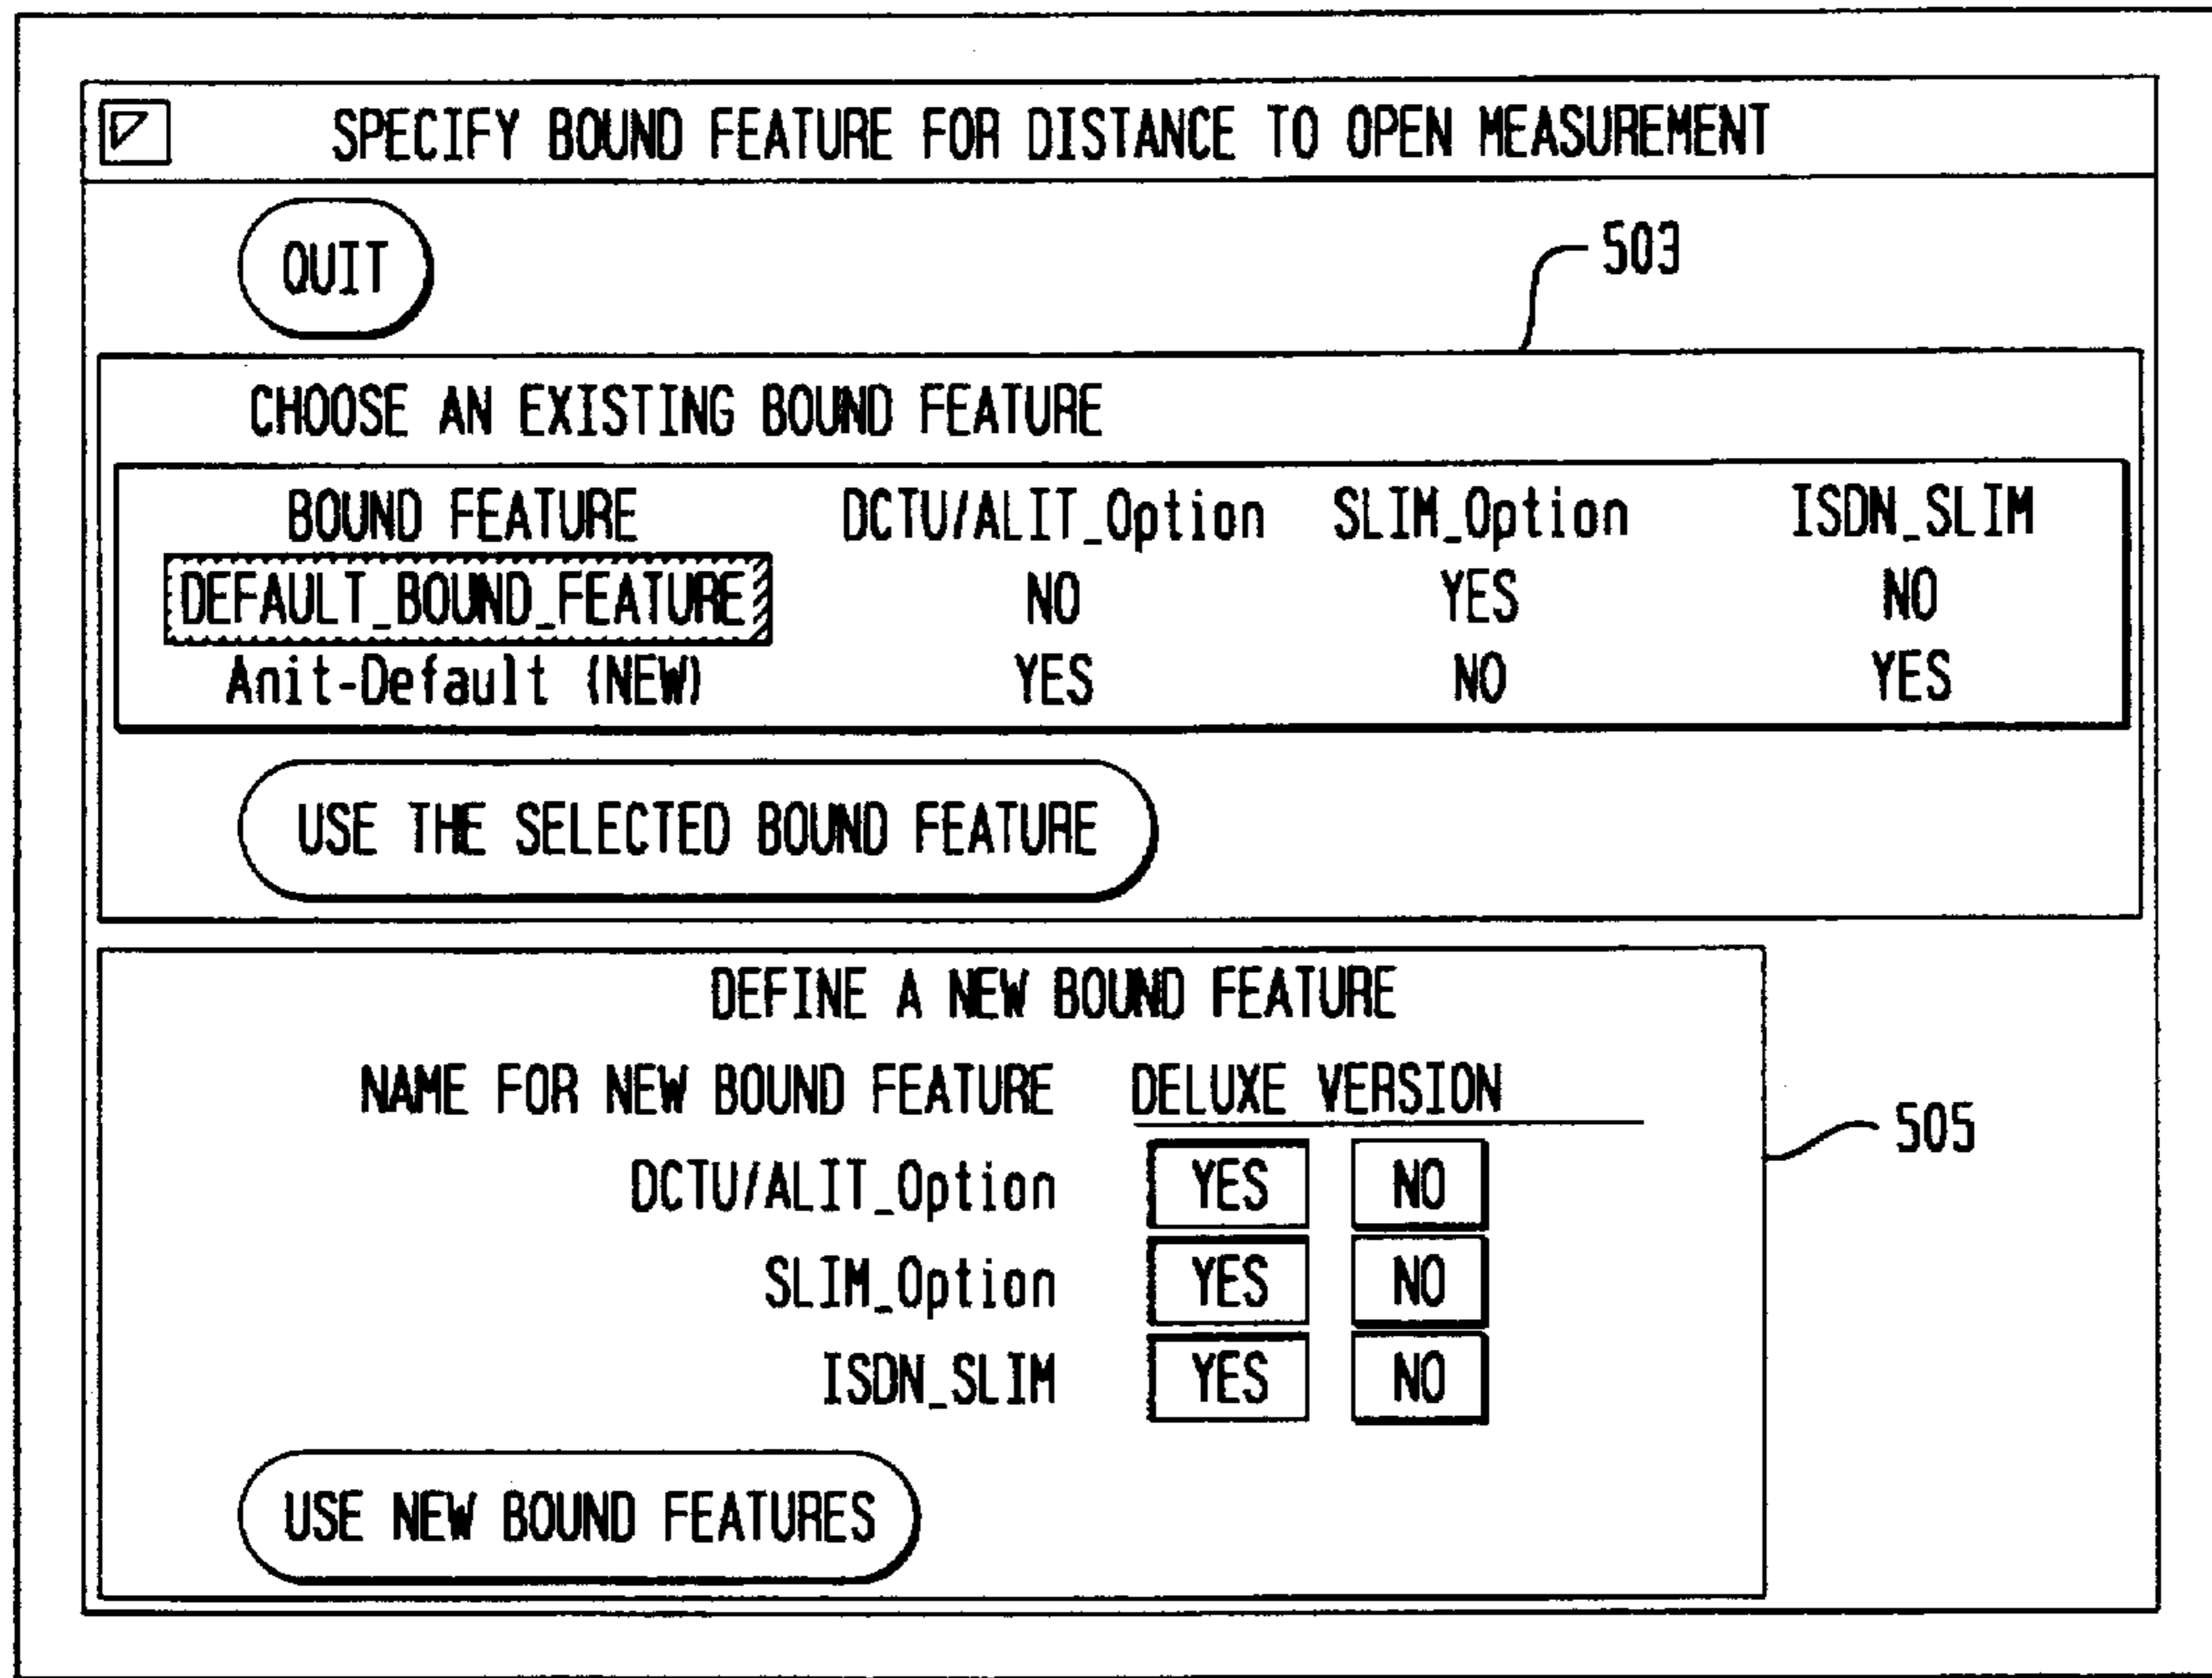 SPECIFY BOUND FEATURE FOR DISTANCE TO OPEN MEASUREMENT
QUIT
503
CHOOSE AN EXISTING BOUND FEATURE
BOUND FEATURE DCTU/ALIT_Option SLIM_Option ISDN_SLIM
DEFAULT_BOUND_FEATURE NO YES NO
Anit-Default (NEW) YES NO YES
USE THE SELECTED BOUND FEATURE
DEFINE A NEW BOUND FEATURE
NAME FOR NEW BOUND FEATURE DELUXE VERSION
505
DCTU/ALIT_Option YES NO
SLIM_Option YES NO
ISDN_SLIM YES NO
USE NEW BOUND FEATURES